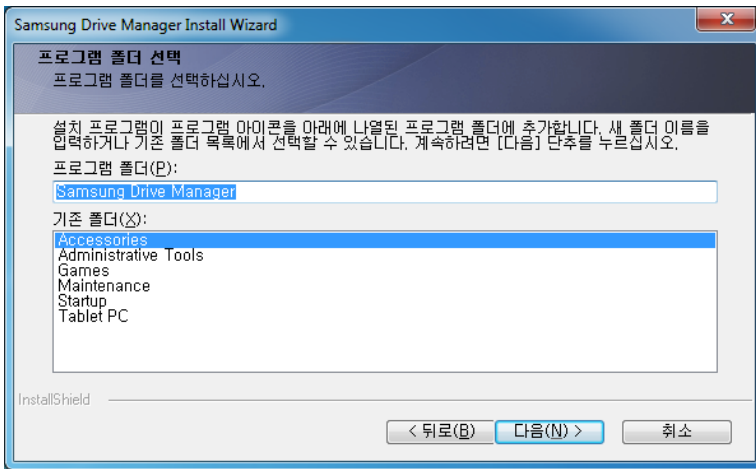 Samsung Drive Manager Install Wizard
프로그램 폴더 선택
프로그램 폴더를 선택하십시오.
설치 프로그램이 프로그램 아이콘을 아래에 나열된 프로그램 폴더에 추가합니다. 새 폴더 이름을
입력하거나 기존 폴더 목록에서 선택할 수 있습니다. 계속하려면 [다음] 단추를 누르십시오.
프로그램 폴더(P):
Samsung Drive Manager
기존 폴더(X):
Accessories
Administrative Tools
Games
Maintenance
Startup
Tablet PC
InstallShield
< 뒤로(B) 다음(N) > 취소